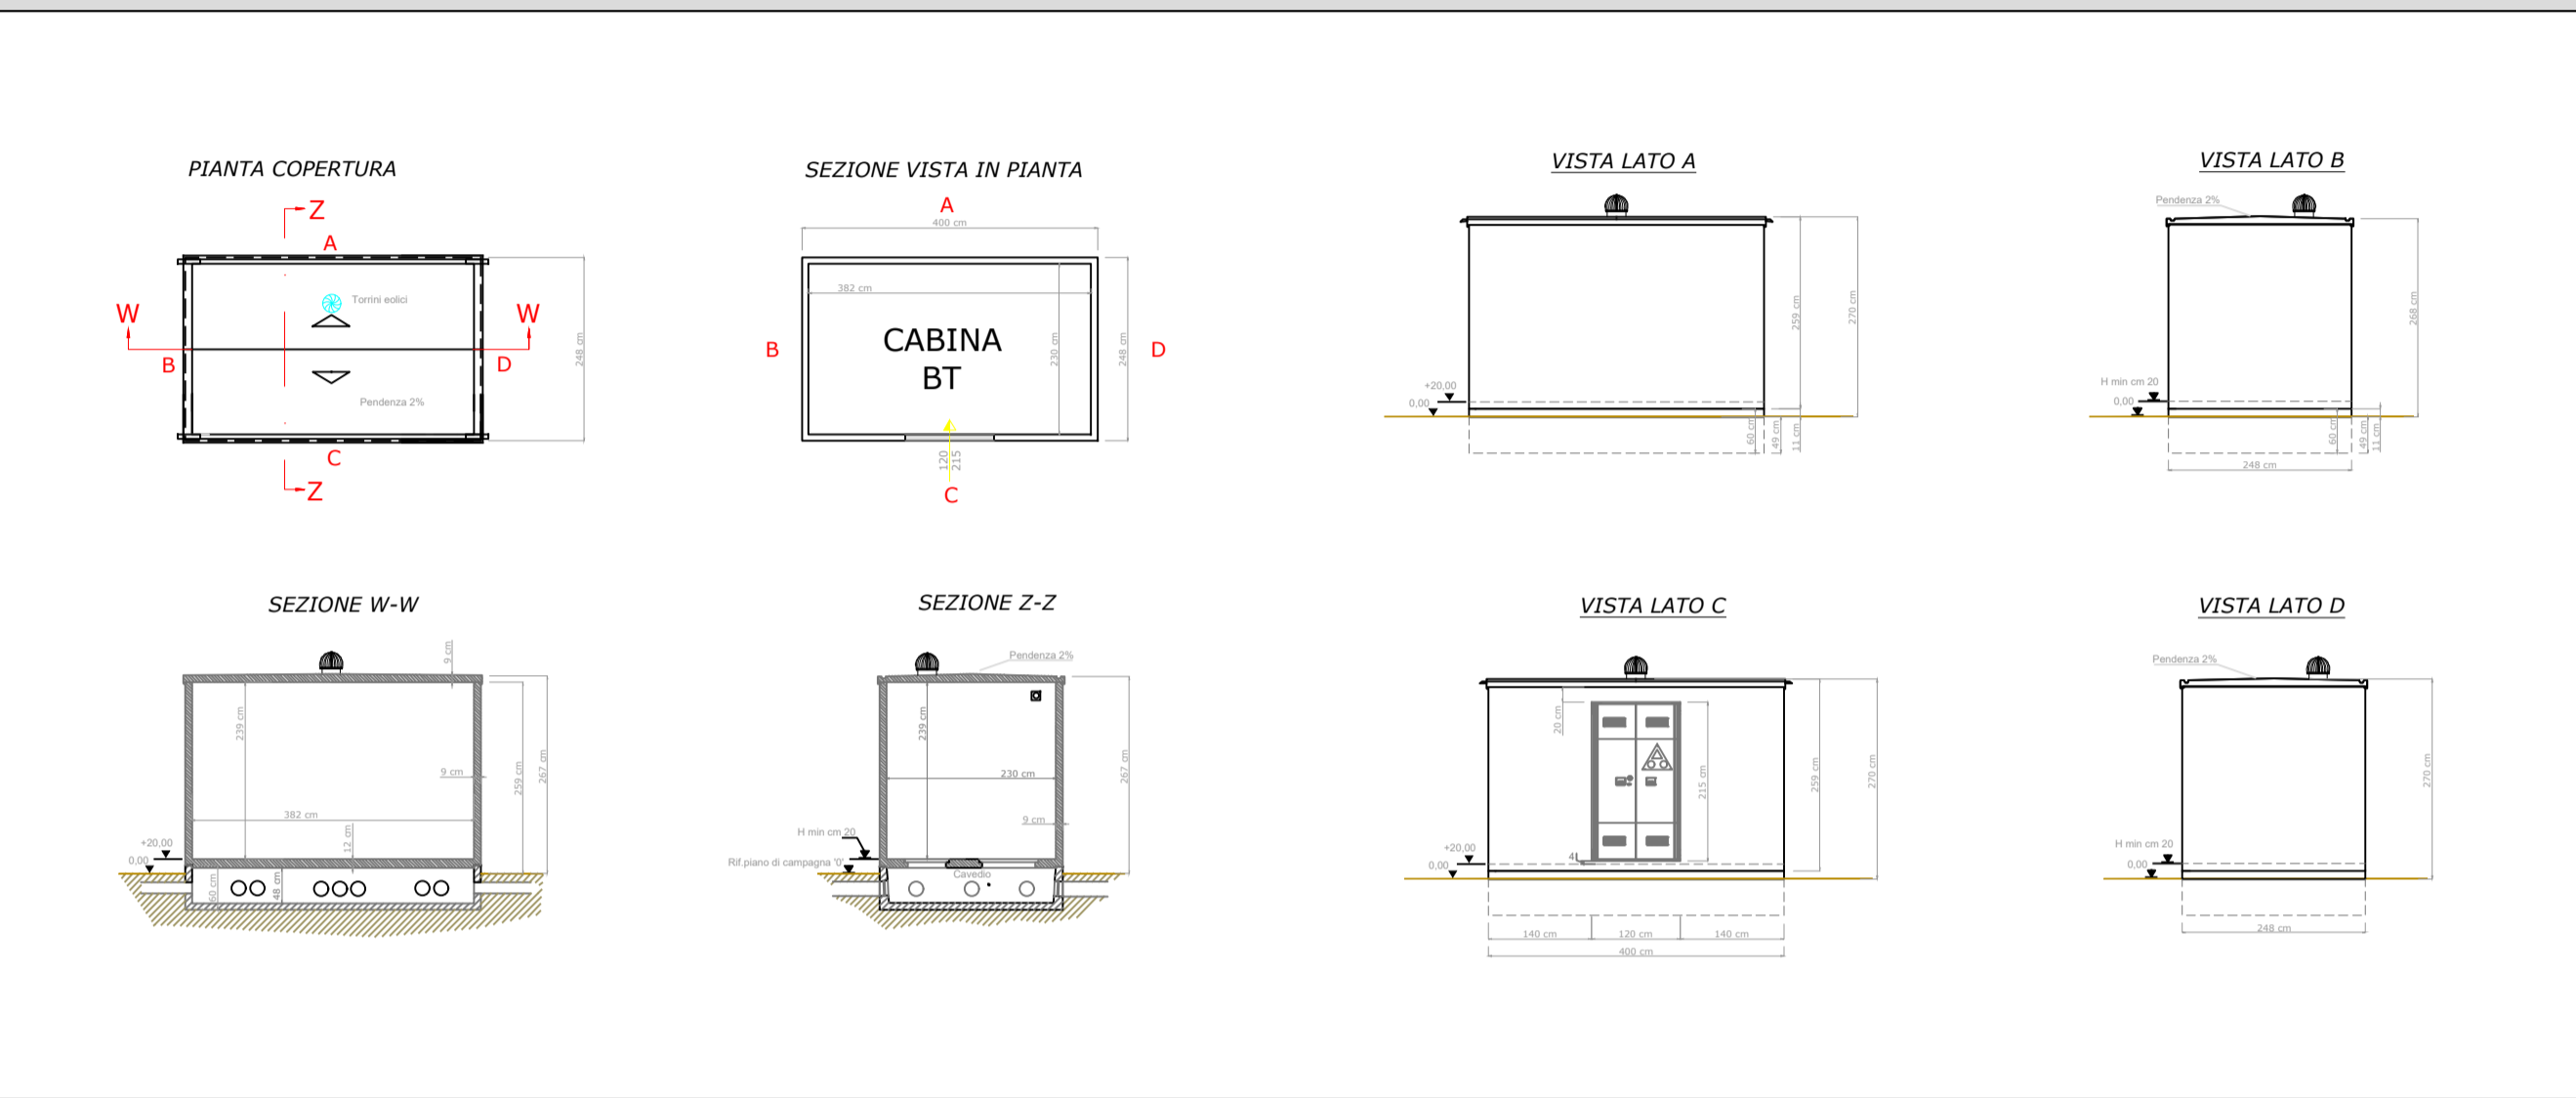 PIANTA COPERTURA
Z
A
Torrini eolici
W
W
B
D
248 cm
Pendenza 2%
C
Z
SEZIONE VISTA IN PIANTA
A
400 cm
382 cm
B
CABINA
BT
230 cm
248 cm
D
120
215
C
VISTA LATO A
259 cm
270 cm
+20,00
0,00
60 cm
49 cm
11 cm
VISTA LATO B
Pendenza 2%
268 cm
H min cm 20
0,00
60 cm
49 cm
11 cm
248 cm
SEZIONE W-W
9 cm
239 cm
9 cm
259 cm
267 cm
382 cm
12 cm
+20,00
0,00
60 cm
48 cm
SEZIONE Z-Z
Pendenza 2%
239 cm
230 cm
267 cm
9 cm
H min cm 20
Rif.piano di campagna '0'
Cavedio
VISTA LATO C
20 cm
215 cm
259 cm
270 cm
+20,00
0,00
4
140 cm
120 cm
140 cm
400 cm
VISTA LATO D
Pendenza 2%
270 cm
H min cm 20
0,00
248 cm